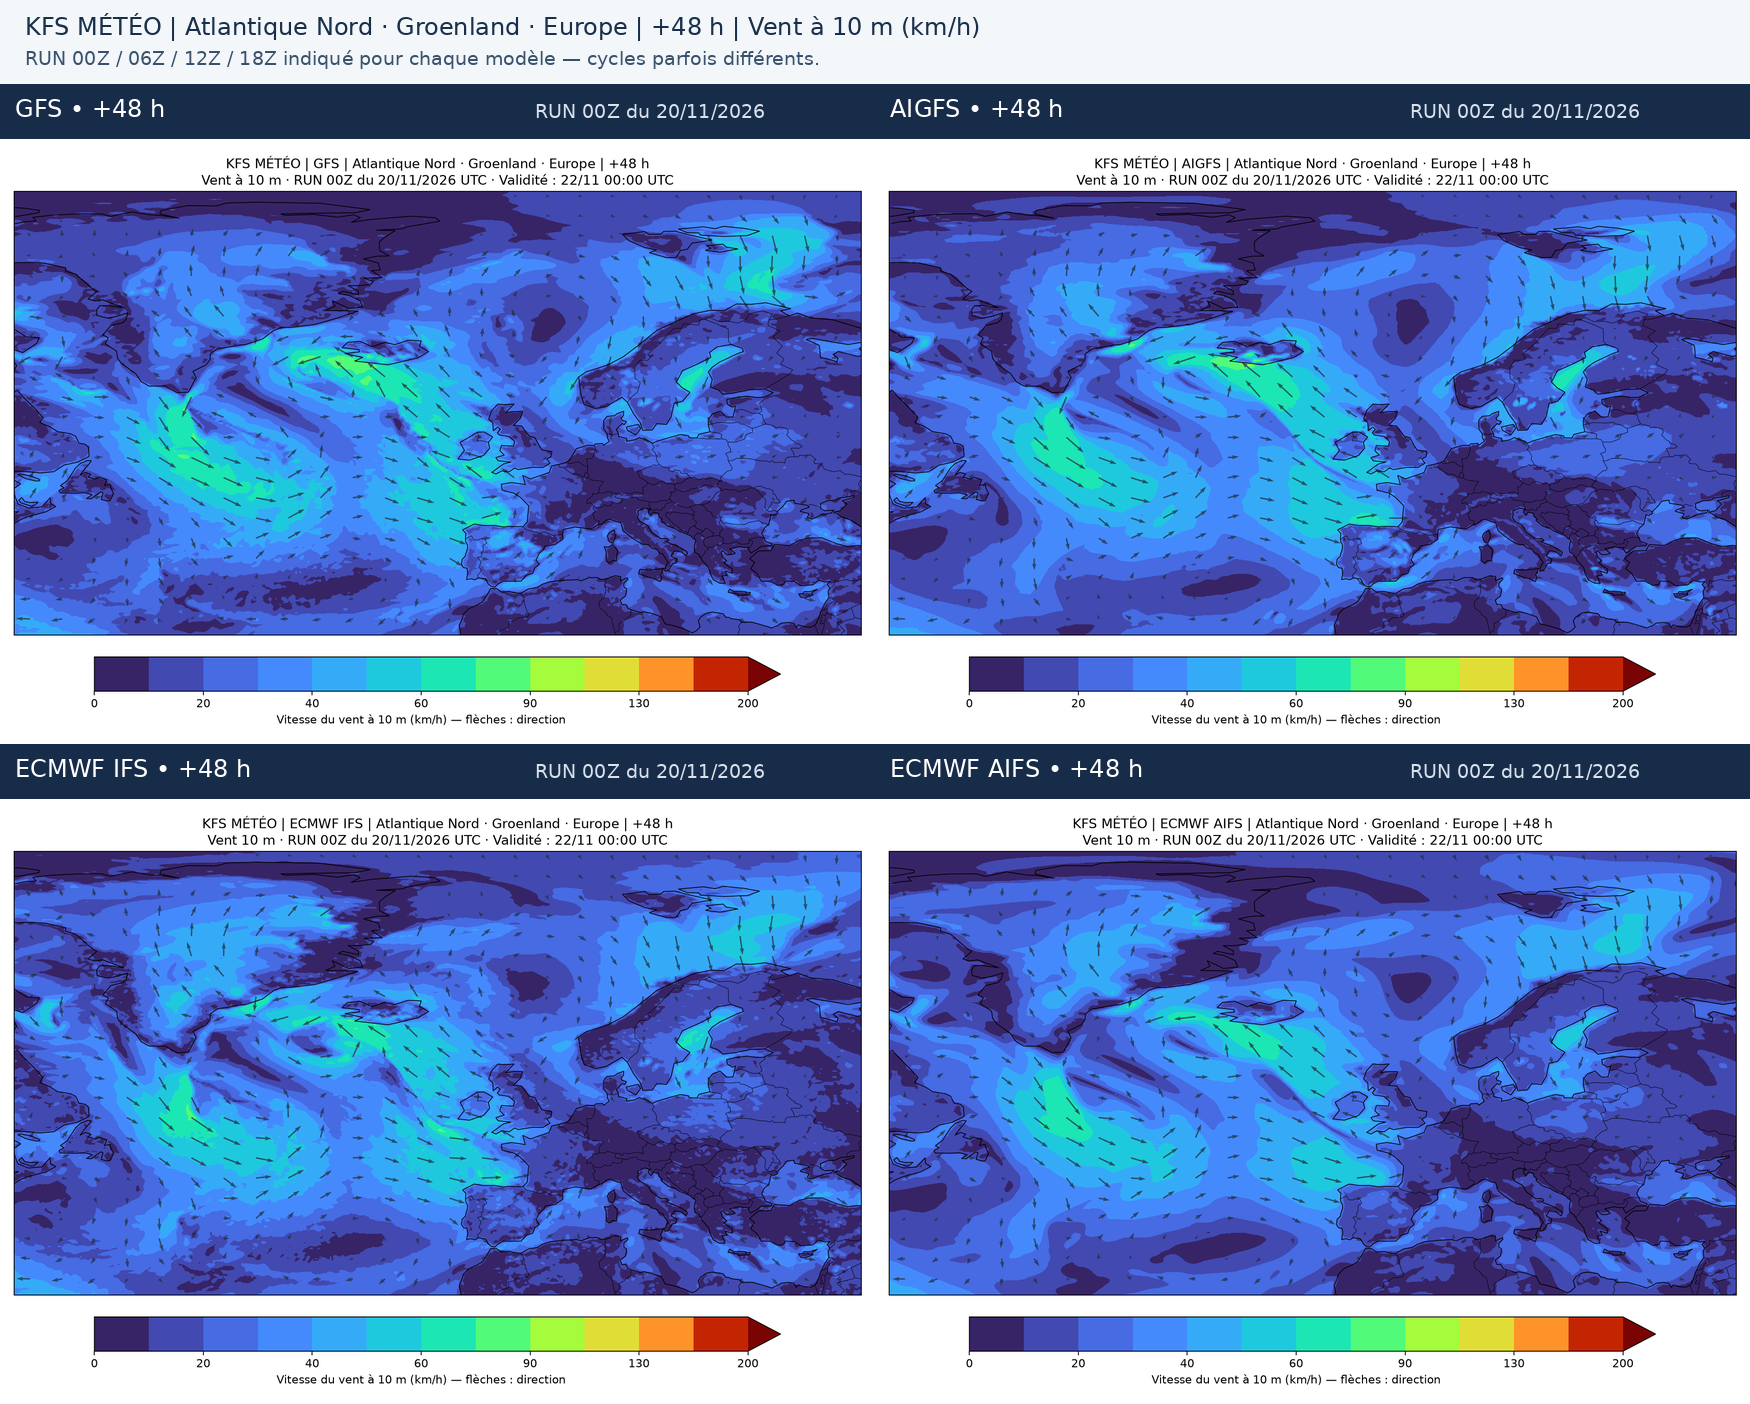 KFS MÉTÉO | Atlantique Nord · Groenland · Europe | +48 h | Vent à 10 m (km/h)
RUN 00Z / 06Z / 12Z / 18Z indiqué pour chaque modèle — cycles parfois différents.
GFS • +48 h
RUN 00Z du 20/11/2026
KFS MÉTÉO | GFS | Atlantique Nord · Groenland · Europe | +48 h
Vent à 10 m · RUN 00Z du 20/11/2026 UTC · Validité : 22/11 00:00 UTC
0 20 40 60 90 130 200
Vitesse du vent à 10 m (km/h) — flèches : direction
AIGFS • +48 h
RUN 00Z du 20/11/2026
KFS MÉTÉO | AIGFS | Atlantique Nord · Groenland · Europe | +48 h
Vent à 10 m · RUN 00Z du 20/11/2026 UTC · Validité : 22/11 00:00 UTC
0 20 40 60 90 130 200
Vitesse du vent à 10 m (km/h) — flèches : direction
ECMWF IFS • +48 h
RUN 00Z du 20/11/2026
KFS MÉTÉO | ECMWF IFS | Atlantique Nord · Groenland · Europe | +48 h
Vent 10 m · RUN 00Z du 20/11/2026 UTC · Validité : 22/11 00:00 UTC
0 20 40 60 90 130 200
Vitesse du vent à 10 m (km/h) — flèches : direction
ECMWF AIFS • +48 h
RUN 00Z du 20/11/2026
KFS MÉTÉO | ECMWF AIFS | Atlantique Nord · Groenland · Europe | +48 h
Vent 10 m · RUN 00Z du 20/11/2026 UTC · Validité : 22/11 00:00 UTC
0 20 40 60 90 130 200
Vitesse du vent à 10 m (km/h) — flèches : direction